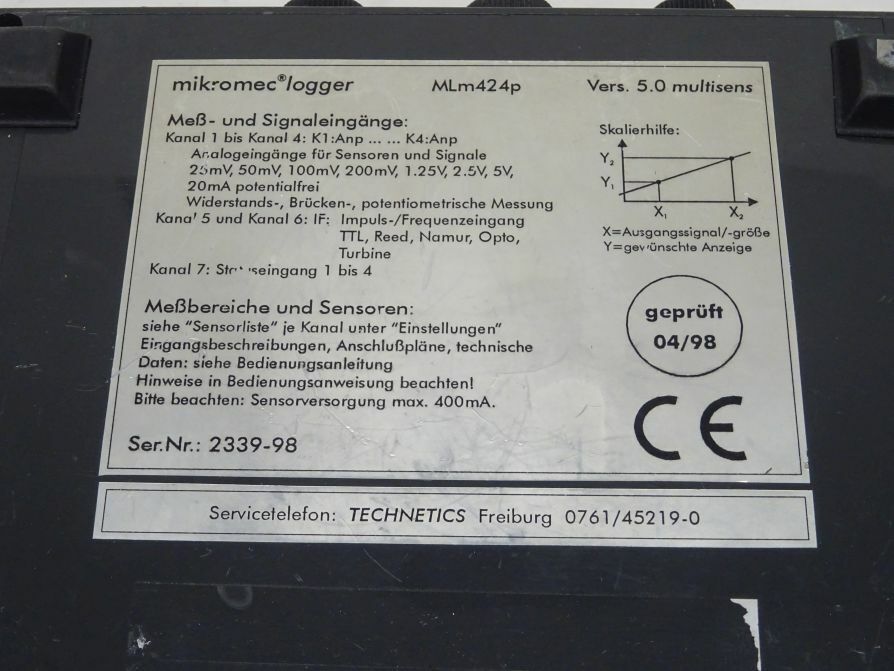 mikromec®logger MLm424p Vers. 5.0 multisens
Meß- und Signaleingänge:
Kanal 1 bis Kanal 4: K1:Anp ... ... K4:Anp
Analogeingänge für Sensoren und Signale
25mV, 50mV, 100mV, 200mV, 1.25V, 2.5V, 5V,
20mA potentialfrei
Widerstands-, Brücken-, potentiometrische Messung
Kanal 5 und Kanal 6: IF: Impuls-/Frequenzeingang
TTL, Reed, Namur, Opto,
Turbine
Kanal 7: Statuseingang 1 bis 4
Skalierhilfe:
Y₂
Y₁
X₁ X₂
X=Ausgangssignal/-größe
Y=gewünschte Anzeige
Meßbereiche und Sensoren:
siehe "Sensorliste" je Kanal unter "Einstellungen"
Eingangsbeschreibungen, Anschlußpläne, technische
Daten: siehe Bedienungsanleitung
Hinweise in Bedienungsanweisung beachten!
Bitte beachten: Sensorversorgung max. 400mA.
geprüft
04/98
CE
Ser.Nr.: 2339-98
Servicetelefon: TECHNETICS Freiburg 0761/45219-0